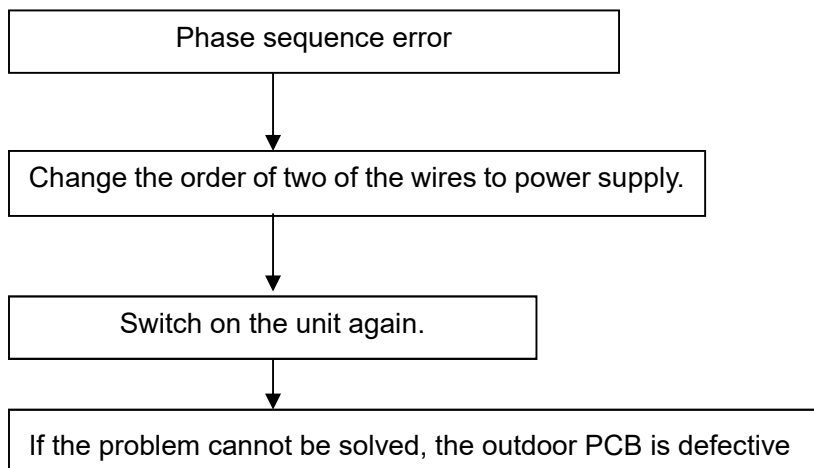 Phase sequence error
Change the order of two of the wires to power supply.
Switch on the unit again.
If the problem cannot be solved, the outdoor PCB is defective